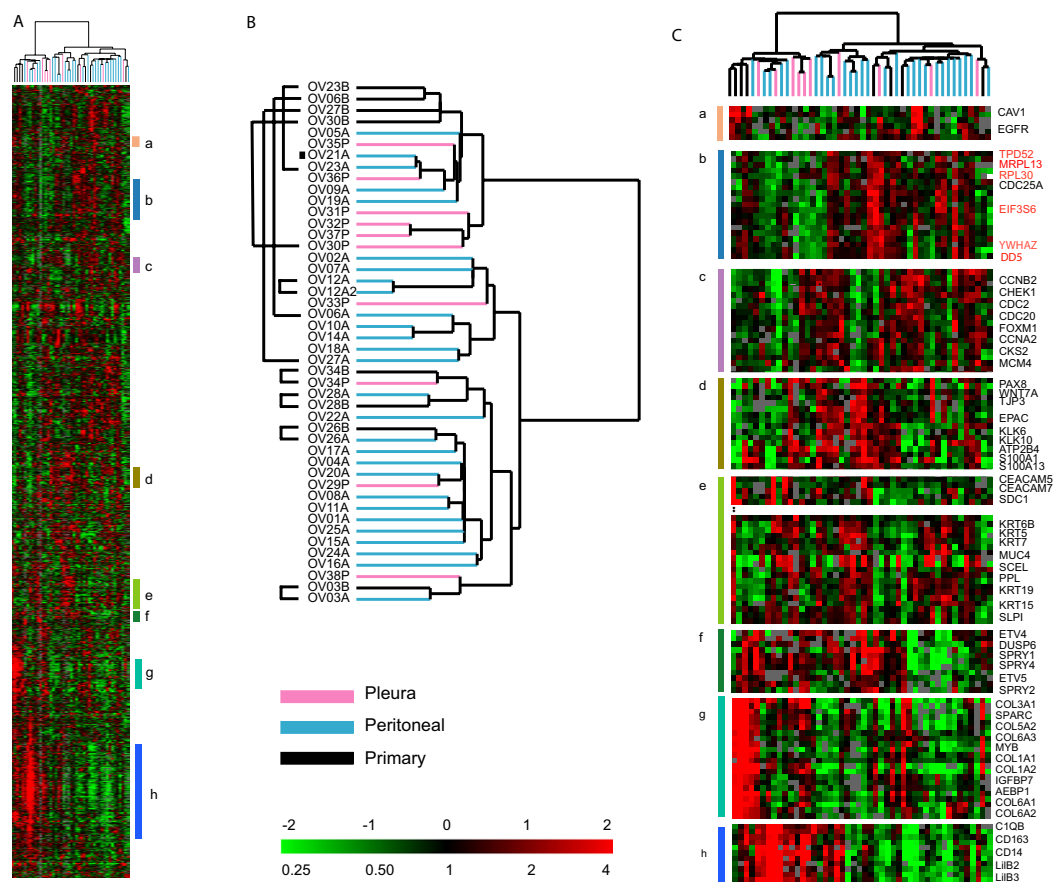 A
a
b
c
d
e
f
g
h
B
OV23B
OV06B
OV27B
OV30B
OV05A
OV35P
OV21A
OV23A
OV36P
OV09A
OV19A
OV31P
OV32P
OV37P
OV30P
OV02A
OV07A
OV12A
OV12A2
OV33P
OV06A
OV10A
OV14A
OV18A
OV27A
OV34B
OV34P
OV28A
OV28B
OV22A
OV26B
OV26A
OV17A
OV04A
OV20A
OV29P
OV08A
OV11A
OV01A
OV25A
OV15A
OV24A
OV16A
OV38P
OV03B
OV03A
Pleura
Peritoneal
Primary
-2 -1 0 1 2
0.25 0.50 1 2 4
C
a
CAV1
EGFR
b
TPD52
MRPL13
RPL30
CDC25A
EIF3S6
YWHAZ
DD5
c
CCNB2
CHEK1
CDC2
CDC20
FOXM1
CCNA2
CKS2
MCM4
d
PAX8
WNT7A
TJP3
EPAC
KLK6
KLK10
ATP2B4
S100A1
S100A13
e
CEACAM5
CEACAM7
SDC1
KRT6B
KRT5
KRT7
MUC4
SCEL
PPL
KRT19
KRT15
SLPI
f
ETV4
DUSP6
SPRY1
SPRY4
ETV5
SPRY2
g
COL3A1
SPARC
COL5A2
COL6A3
MYB
COL1A1
COL1A2
IGFBP7
AEBP1
COL6A1
COL6A2
h
C1QB
CD163
CD14
LilB2
LilB3